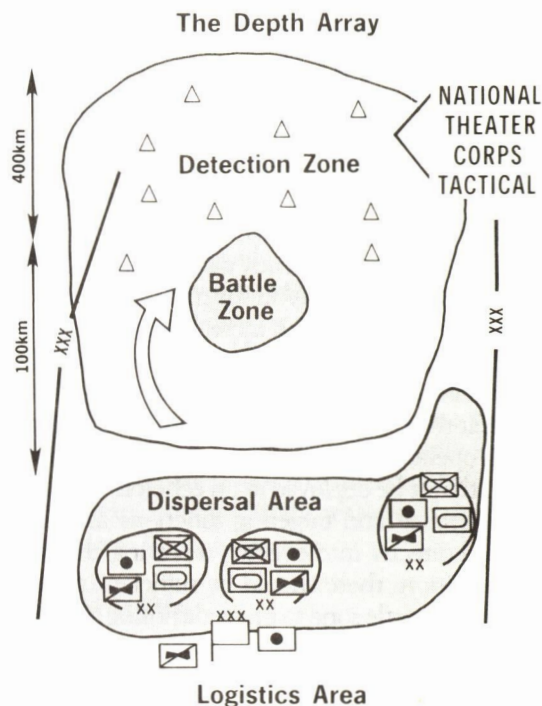 The Depth Array
NATIONAL
THEATER
CORPS
TACTICAL
400km
Detection Zone
100km
Battle
Zone
XXX
XXX
Dispersal Area
XX
XX
XX
XXX
Logistics Area